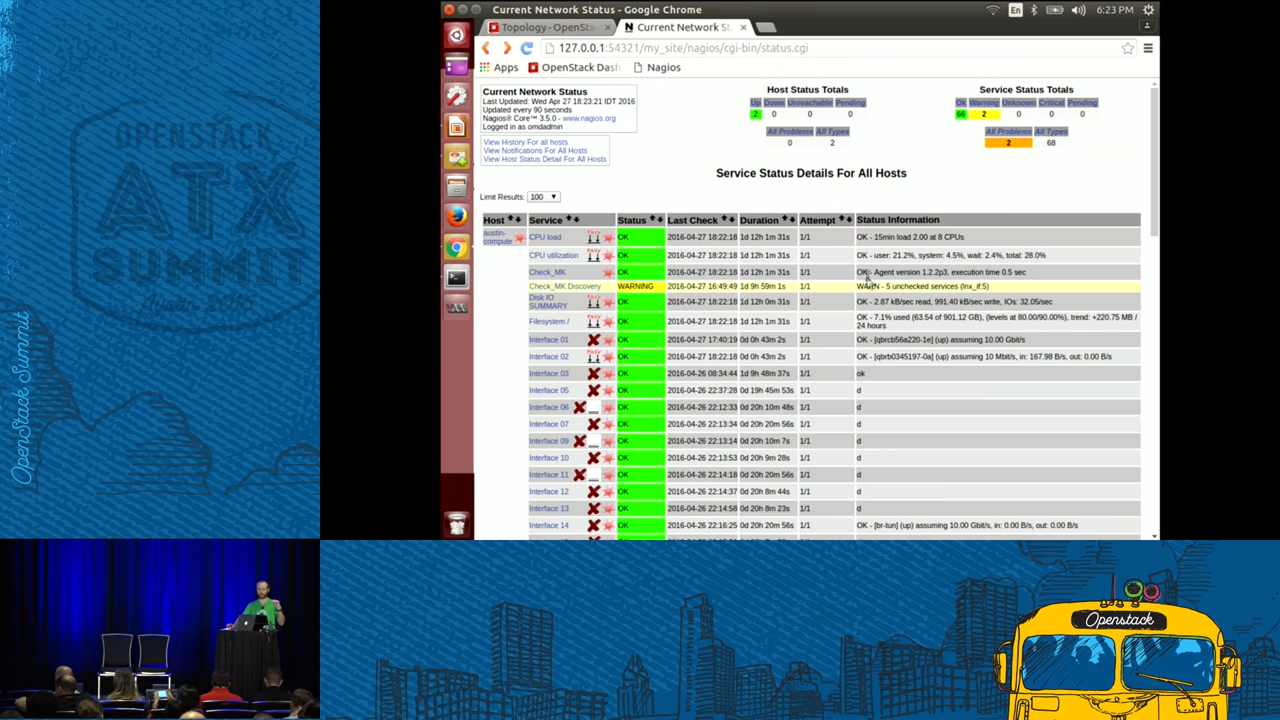 Current Network Status - Google Chrome
En
6:23 PM
Topology - OpenSta
Current Network St
127.0.0.1:54321/my_site/nagios/cgi-bin/status.cgi
Apps
OpenStack Dash
Nagios
Current Network Status
Last Updated: Wed Apr 27 18:23:21 IDT 2016
Updated every 90 seconds
Nagios® Core™ 3.5.0 - www.nagios.org
Logged in as omdadmin
View History For all hosts
View Notifications For All Hosts
View Host Status Detail For All Hosts
Host Status Totals
Up Down Unreachable Pending
2 0 0 0
All Problems All Types
0 2
Service Status Totals
Ok Warning Unknown Critical Pending
66 2 0 0 0
All Problems All Types
2 68
Service Status Details For All Hosts
Limit Results: 100
Host Service Status Last Check Duration Attempt Status Information
austin-compute CPU load PASV OK 2016-04-27 18:22:18 1d 12h 1m 31s 1/1 OK - 15min load 2.00 at 8 CPUs
CPU utilization PASV OK 2016-04-27 18:22:18 1d 12h 1m 31s 1/1 OK - user: 21.2%, system: 4.5%, wait: 2.4%, total: 28.0%
Check_MK OK 2016-04-27 18:22:18 1d 12h 1m 31s 1/1 OK - Agent version 1.2.2p3, execution time 0.5 sec
Check_MK Discovery WARNING 2016-04-27 16:49:49 1d 9h 59m 1s 1/1 WARN - 5 unchecked services (lnx_if:5)
Disk IO SUMMARY PASV OK 2016-04-27 18:22:18 1d 12h 0m 31s 1/1 OK - 2.87 kB/sec read, 991.40 kB/sec write, IOs: 32.05/sec
Filesystem / PASV OK 2016-04-27 18:22:18 1d 12h 1m 31s 1/1 OK - 7.1% used (63.54 of 901.12 GB), (levels at 80.00/90.00%), trend: +220.75 MB / 24 hours
Interface 01 OK 2016-04-27 17:40:19 0d 0h 43m 2s 1/1 OK - [qbrcb56a220-1e] (up) assuming 10.00 Gbit/s
Interface 02 PASV OK 2016-04-27 18:22:18 0d 0h 43m 2s 1/1 OK - [qbrb0345197-0a] (up) assuming 10 Mbit/s, in: 167.98 B/s, out: 0.00 B/s
Interface 03 OK 2016-04-26 08:34:44 1d 9h 48m 37s 1/1 ok
Interface 05 OK 2016-04-26 22:37:28 0d 19h 45m 53s 1/1 d
Interface 06 OK 2016-04-26 22:12:33 0d 20h 10m 48s 1/1 d
Interface 07 OK 2016-04-26 22:13:34 0d 20h 20m 56s 1/1 d
Interface 09 OK 2016-04-26 22:13:14 0d 20h 10m 7s 1/1 d
Interface 10 OK 2016-04-26 22:13:53 0d 20h 9m 28s 1/1 d
Interface 11 OK 2016-04-26 22:14:18 0d 20h 20m 56s 1/1 d
Interface 12 OK 2016-04-26 22:14:37 0d 20h 8m 44s 1/1 d
Interface 13 OK 2016-04-26 22:14:58 0d 20h 8m 23s 1/1 d
Interface 14 OK 2016-04-26 22:16:25 0d 20h 20m 56s 1/1 OK - [br-tun] (up) assuming 10.00 Gbit/s, in: 0.00 B/s, out: 0.00 B/s
OpenStack Summit
Openstack